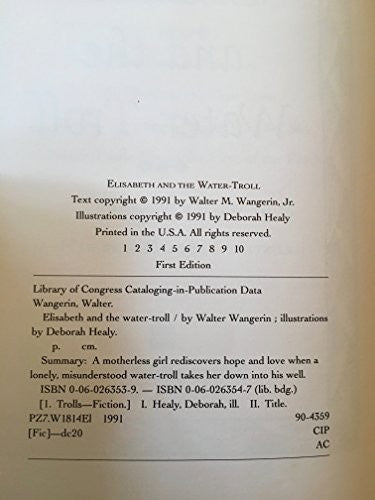 ELISABETH AND THE WATER-TROLL
Text copyright © 1991 by Walter M. Wangerin, Jr.
Illustrations copyright © 1991 by Deborah Healy
Printed in the U.S.A. All rights reserved.
1 2 3 4 5 6 7 8 9 10
First Edition
Library of Congress Cataloging-in-Publication Data
Wangerin, Walter.
Elisabeth and the water-troll / by Walter Wangerin ; illustrations
by Deborah Healy.
p. cm.
Summary: A motherless girl rediscovers hope and love when a
lonely, misunderstood water-troll takes her down into his well.
ISBN 0-06-026353-9. — ISBN 0-06-026354-7 (lib. bdg.)
[1. Trolls—Fiction.] I. Healy, Deborah, ill. II. Title.
PZ7.W1814El 1991 90-4359
[Fic]—dc20 CIP
AC